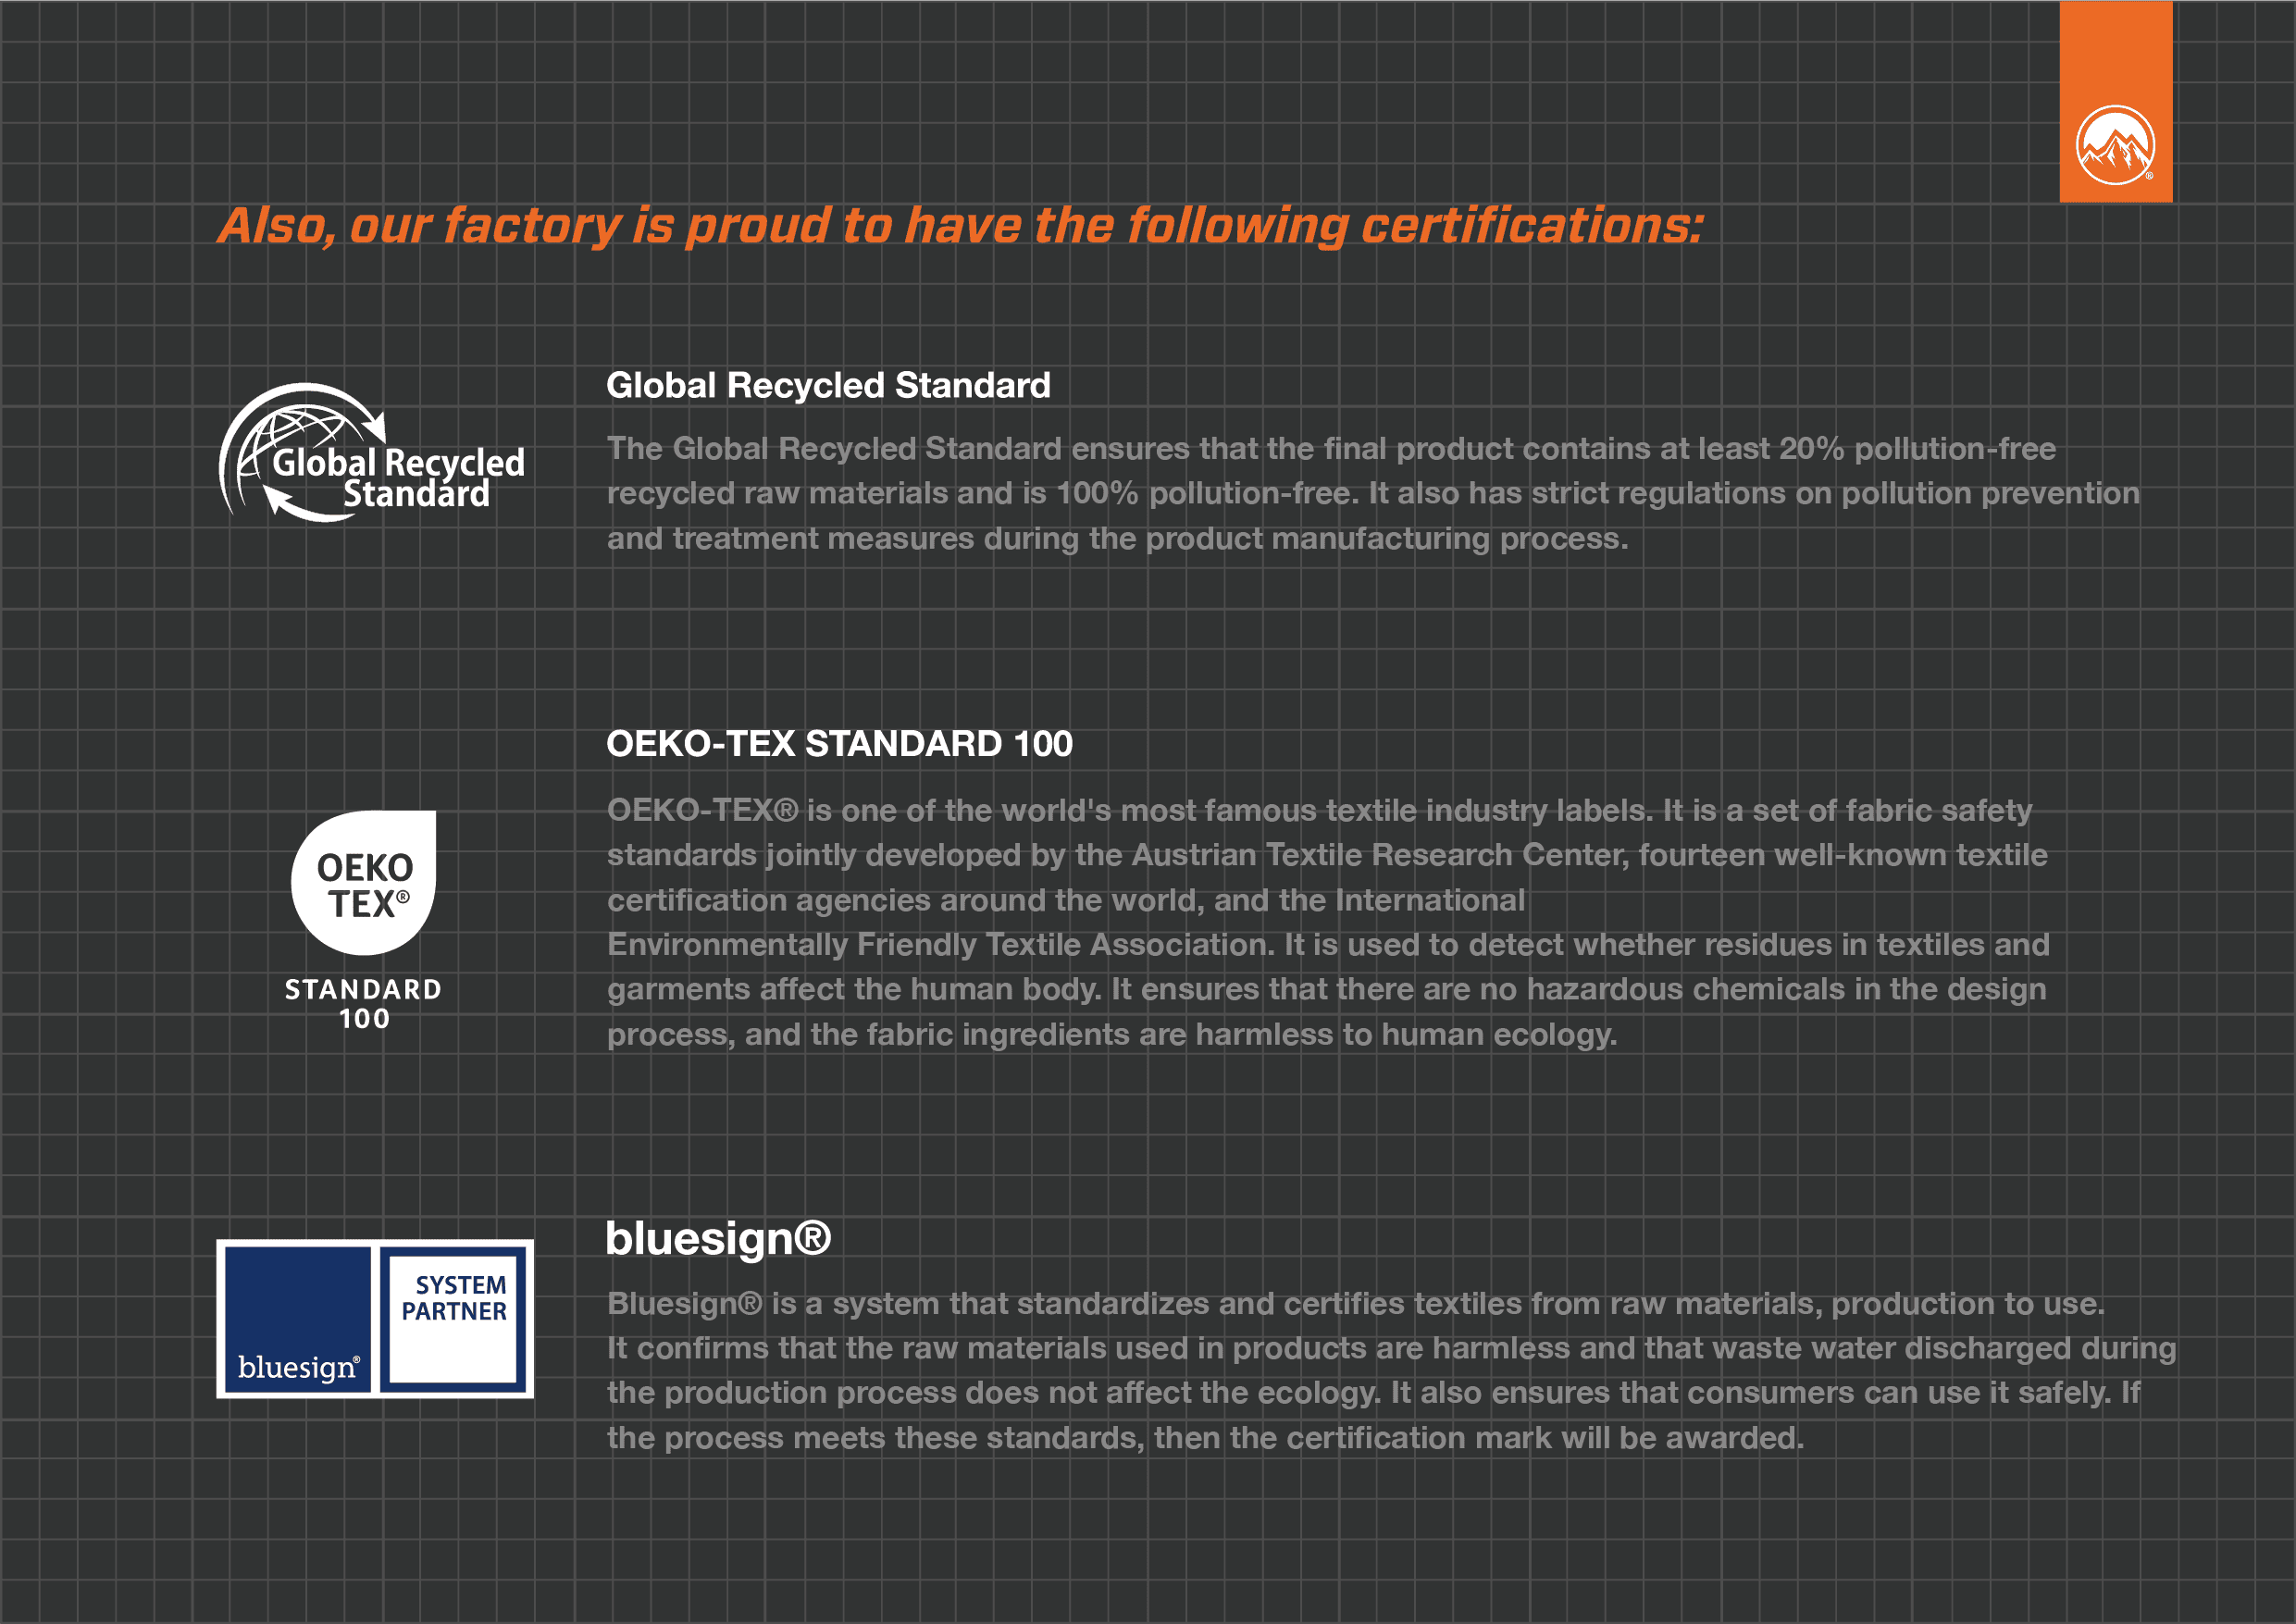 Also, our factory is proud to have the following certifications:
Global Recycled
Standard
Global Recycled Standard
The Global Recycled Standard ensures that the final product contains at least 20% pollution-free
recycled raw materials and is 100% pollution-free. It also has strict regulations on pollution prevention
and treatment measures during the product manufacturing process.
OEKO
TEX®
STANDARD
100
OEKO-TEX STANDARD 100
OEKO-TEX® is one of the world's most famous textile industry labels. It is a set of fabric safety
standards jointly developed by the Austrian Textile Research Center, fourteen well-known textile
certification agencies around the world, and the International
Environmentally Friendly Textile Association. It is used to detect whether residues in textiles and
garments affect the human body. It ensures that there are no hazardous chemicals in the design
process, and the fabric ingredients are harmless to human ecology.
bluesign®
SYSTEM
PARTNER
bluesign®
Bluesign® is a system that standardizes and certifies textiles from raw materials, production to use.
It confirms that the raw materials used in products are harmless and that waste water discharged during
the production process does not affect the ecology. It also ensures that consumers can use it safely. If
the process meets these standards, then the certification mark will be awarded.
®